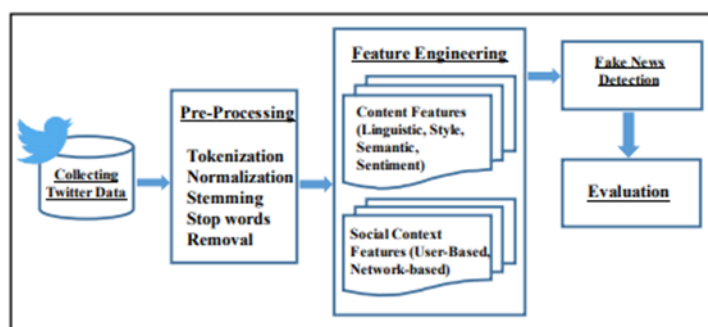 Collecting
Twitter Data
Pre-Processing
Tokenization
Normalization
Stemming
Stop words
Removal
Feature Engineering
Content Features
(Linguistic, Style,
Semantic,
Sentiment)
Social Context
Features (User-Based,
Network-based)
Fake News
Detection
Evaluation